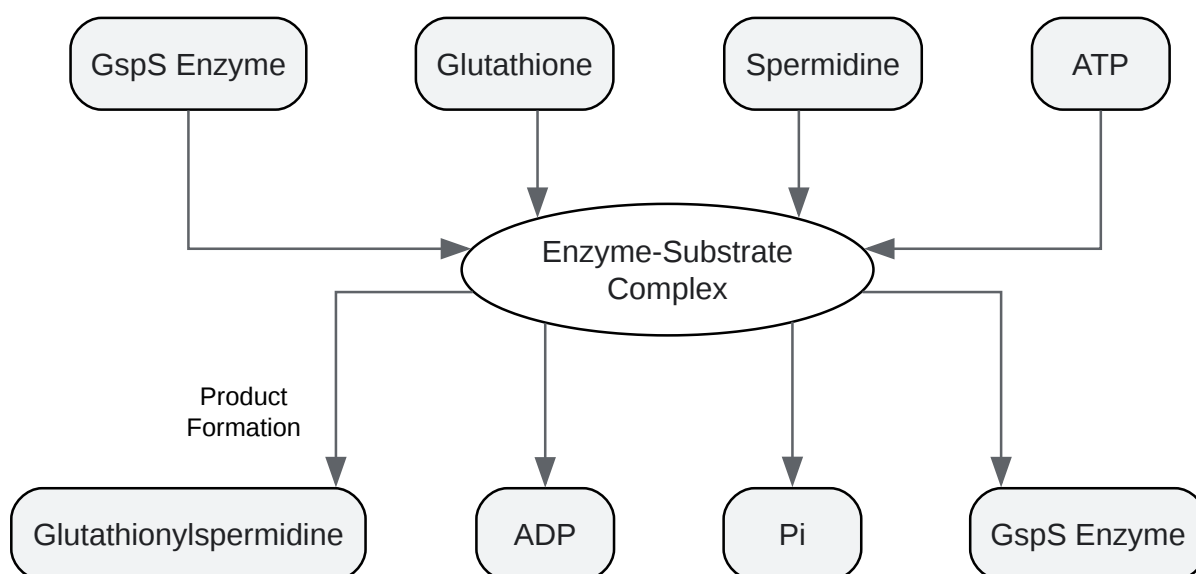 GspS Enzyme
Glutathione
Spermidine
ATP
Enzyme-Substrate
Complex
Product
Formation
Glutathionylspermidine
ADP
Pi
GspS Enzyme